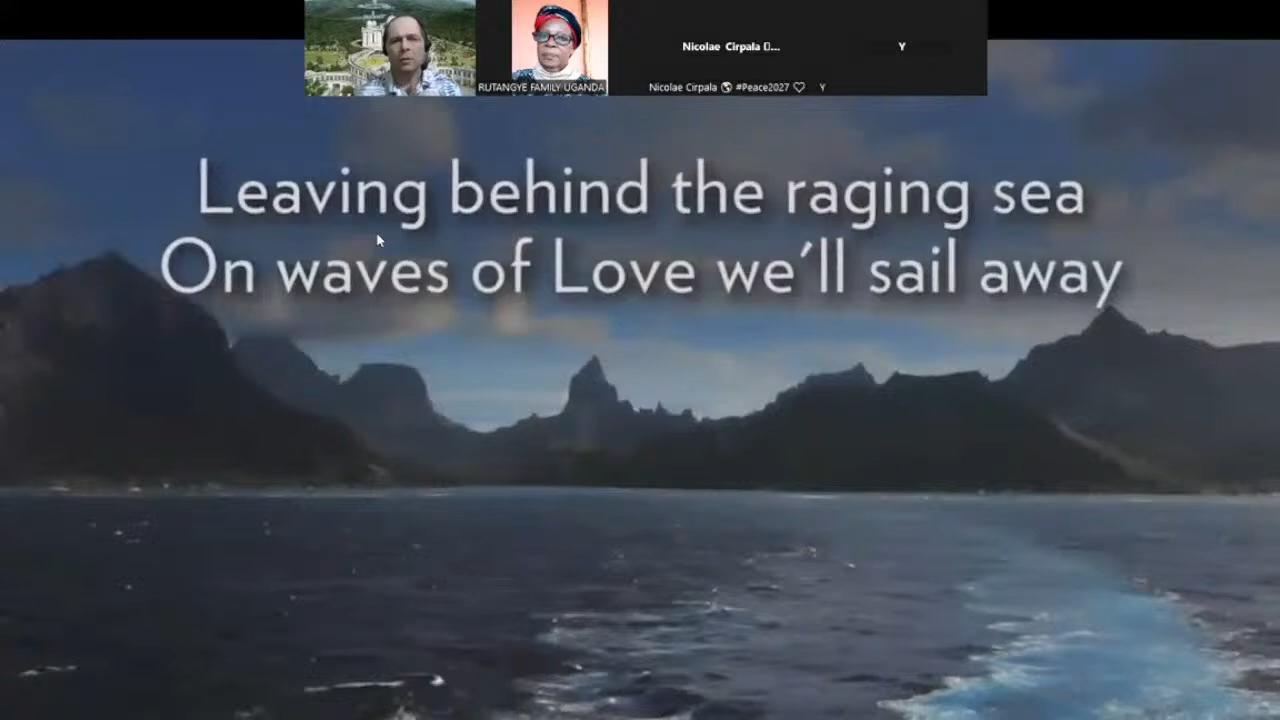 Nicolae Cirpala
Y
RUTANGYE FAMILY UGANDA
Nicolae Cirpala 🌎 #Peace2027 ♡
Y
Leaving behind the raging sea
On waves of Love we'll sail away